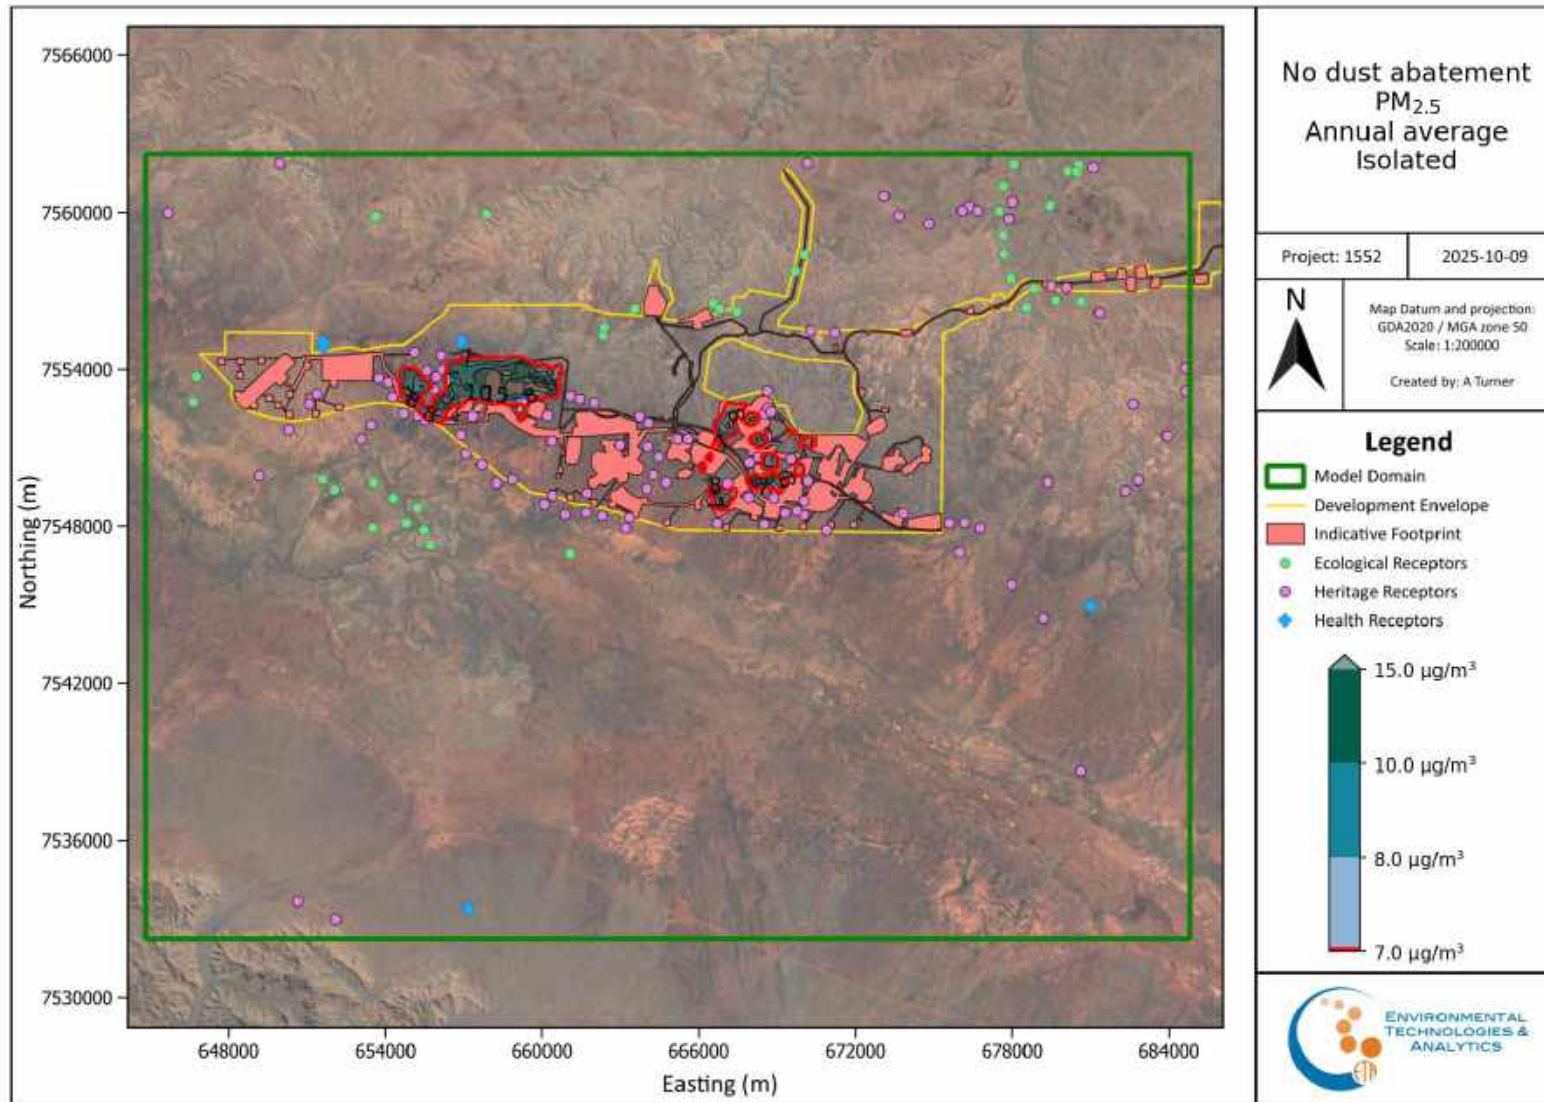 No dust abatement
PM2.5
Annual average
Isolated
Project: 1552
2025-10-09
N
Map Datum and projection:
GDA2020 / MGA zone 50
Scale: 1:200000
Created by: A Turner
Legend
Model Domain
Development Envelope
Indicative Footprint
Ecological Receptors
Heritage Receptors
Health Receptors
15.0 µg/m³
10.0 µg/m³
8.0 µg/m³
7.0 µg/m³
ENVIRONMENTAL
TECHNOLOGIES &
ANALYTICS
ETA
Northing (m)
7566000
7560000
7554000
7548000
7542000
7536000
7530000
648000
654000
660000
666000
672000
678000
684000
Easting (m)